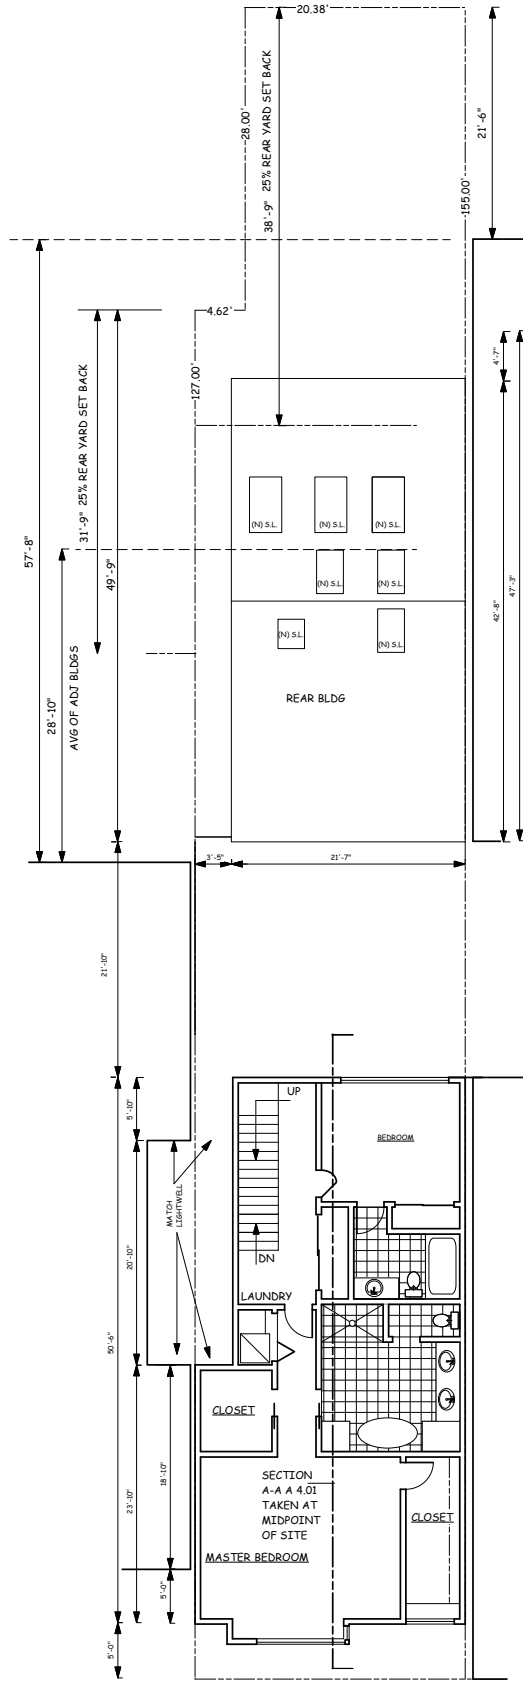 20.38'
28.00'
38'-9" 25% REAR YARD SET BACK
21'-6"
155.00'
4.62'
127.00'
31'-9" 25% REAR YARD SET BACK
49'-9"
57'-8"
28'-10"
AVG OF ADJ BLDGS
4'-7"
42'-8"
47'-3"
(N) S.L.
(N) S.L.
(N) S.L.
(N) S.L.
(N) S.L.
(N) S.L.
(N) S.L.
REAR BLDG
3'-5"
21'-7"
21'-10"
5'-10"
UP
BEDROOM
MATCH
LIGHTWELL
20'-10"
DN
LAUNDRY
50'-6"
CLOSET
18'-10"
23'-10"
SECTION
A-A A 4.01
TAKEN AT
MIDPOINT
OF SITE
CLOSET
MASTER BEDROOM
5'-0"
5'-0"